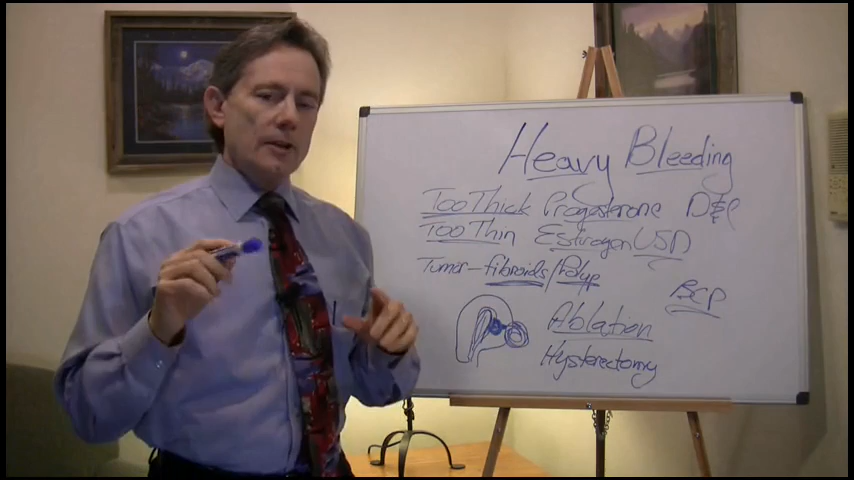 Heavy Bleeding
Too Thick Progesterone D&C
Too Thin Estrogen USD
Tumor - fibroids/Polyp
BCP
Ablation
Hysterectomy